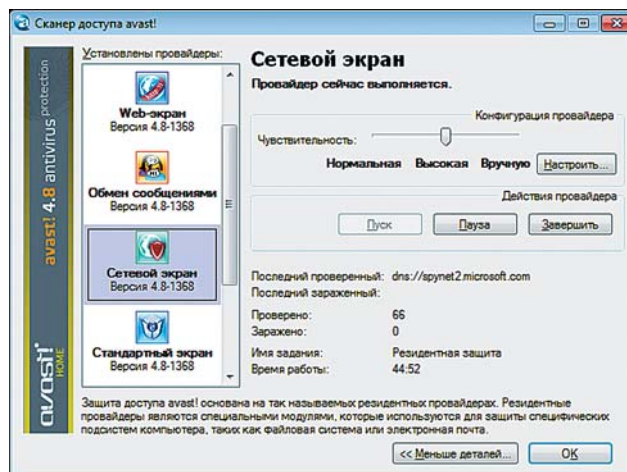 Сканер доступа avast!
Установлены провайдеры:
Web-экран
Версия 4.8-1368
Обмен сообщениями
Версия 4.8-1368
Сетевой экран
Версия 4.8-1368
Стандартный экран
Версия 4.8-1368
avast! 4.8 antivirus protection
avast!
HOME
Сетевой экран
Провайдер сейчас выполняется.
Конфигурация провайдера
Чувствительность:
Нормальная Высокая Вручную Настроить...
Действия провайдера
Пуск Пауза Завершить
Последний проверенный: dns://spynet2.microsoft.com
Последний зараженный:
Проверено: 66
Заражено: 0
Имя задания: Резидентная защита
Время работы: 44:52
Защита доступа avast! основана на так называемых резидентных провайдерах. Резидентные
провайдеры являются специальными модулями, которые используются для защиты специфических
подсистем компьютера, таких как файловая система или электронная почта.
<< Меньше деталей... OK